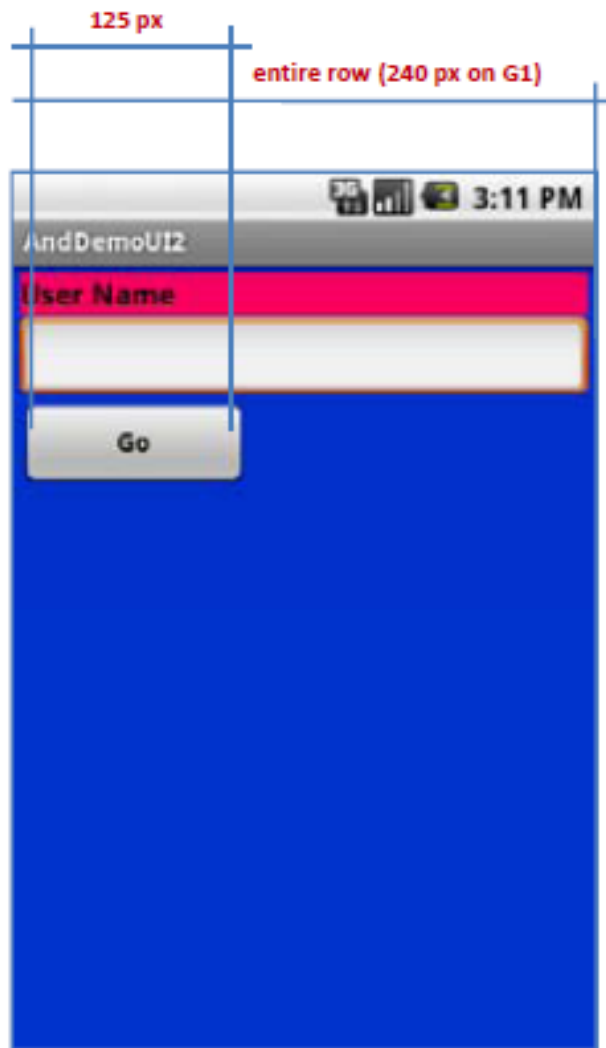 125 px
entire row (240 px on G1)
3G 3:11 PM
AndDemoUI2
User Name
Go